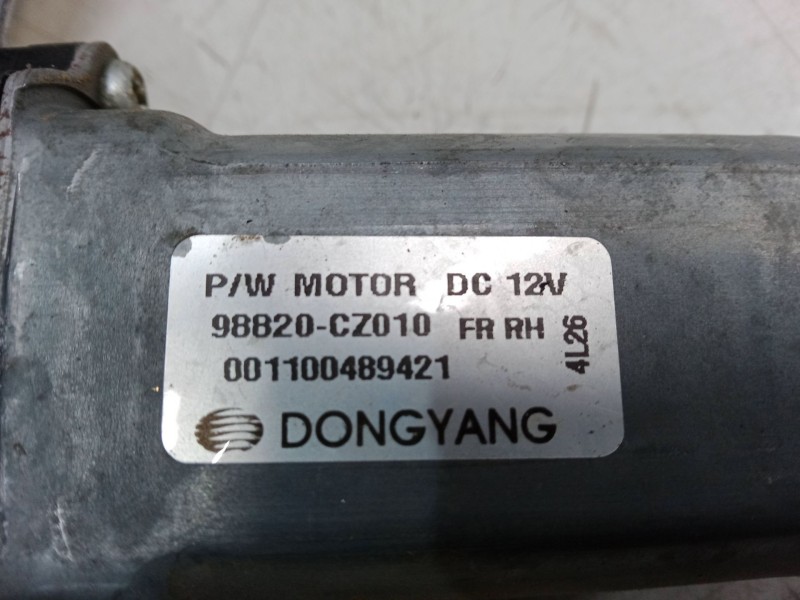 P/W MOTOR DC 12V
98820-CZ010 FR RH
4L26
001100489421
DONGYANG